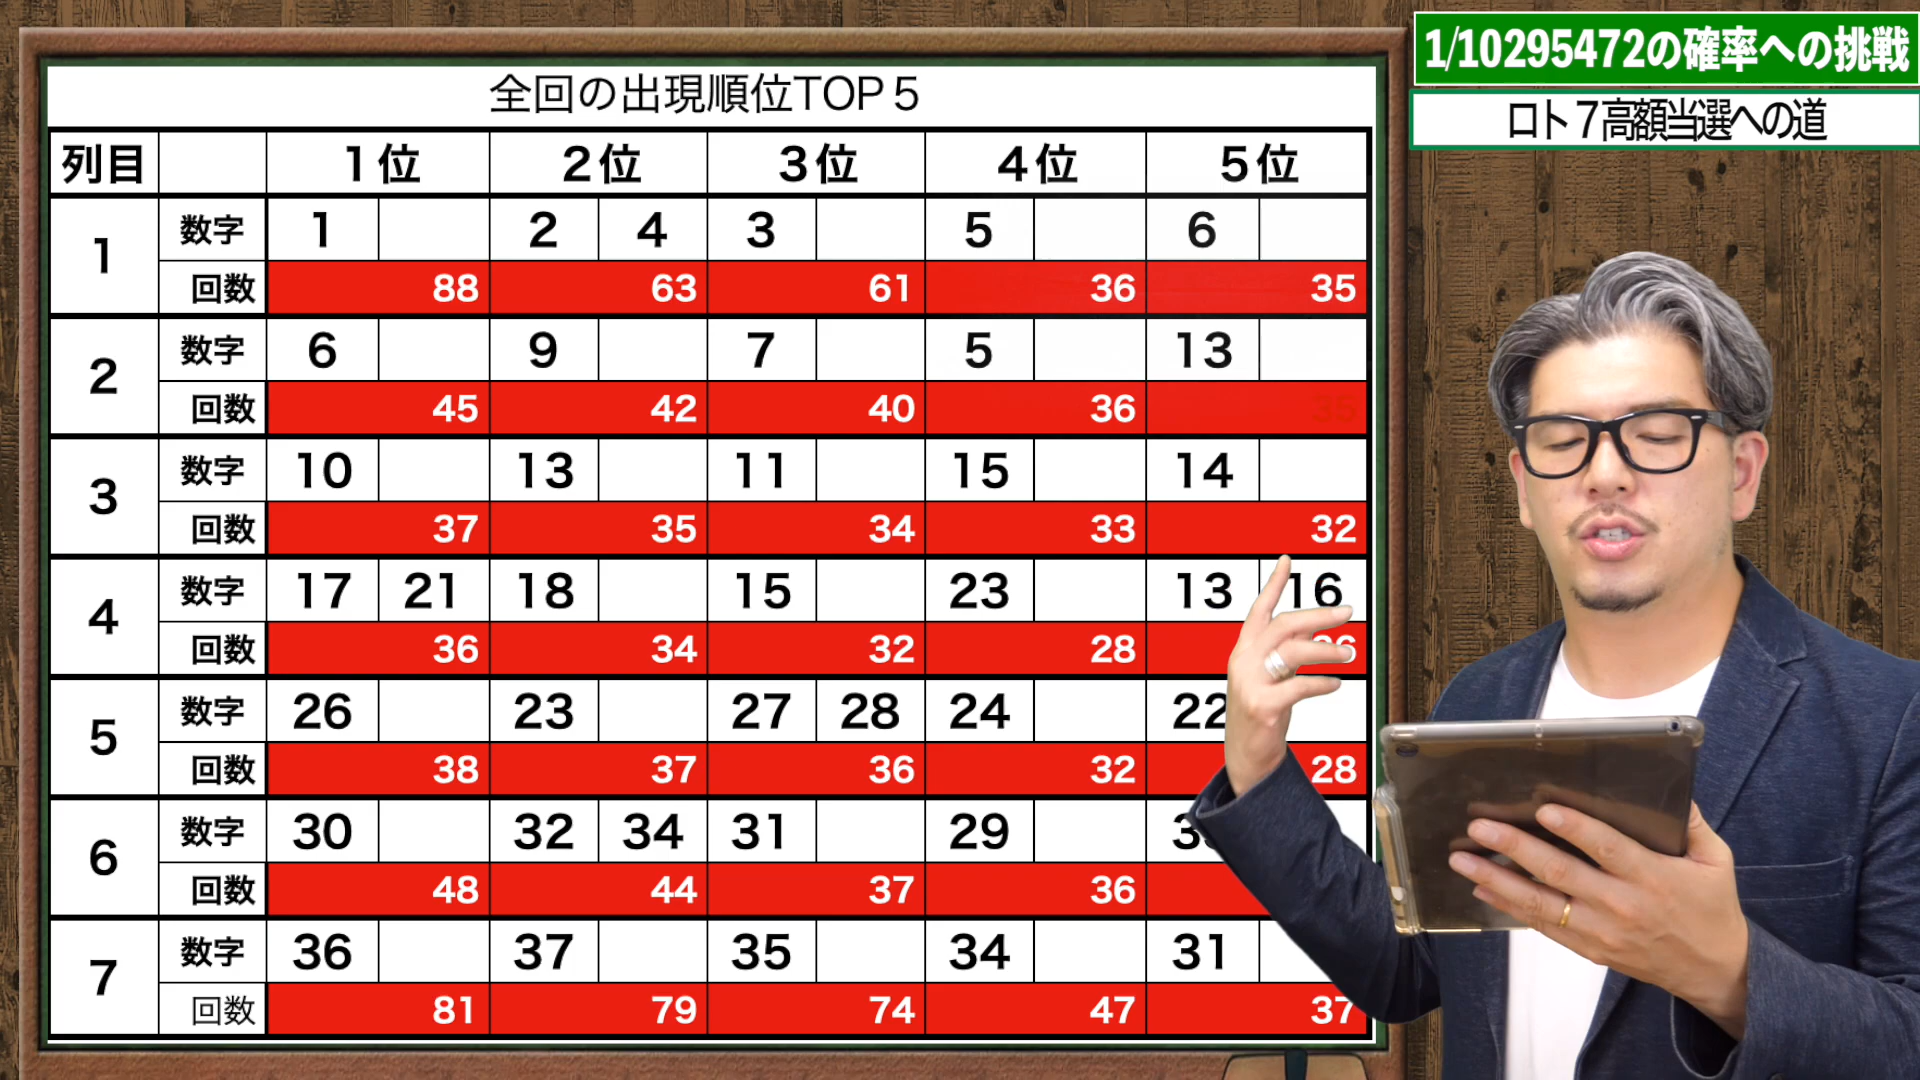 1/10295472の確率への挑戦
ロト7高額当選への道
全回の出現順位TOP5
列目 1位 2位 3位 4位 5位
1 数字 1 2 4 3 5 6
回数 88 63 61 36 35
2 数字 6 9 7 5 13
回数 45 42 40 36 35
3 数字 10 13 11 15 14
回数 37 35 34 33 32
4 数字 17 21 18 15 23 13 16
回数 36 34 32 28
5 数字 26 23 27 28 24 22
回数 38 37 36 32 28
6 数字 30 32 34 31 29
回数 48 44 37 36
7 数字 36 37 35 34 31
回数 81 79 74 47 37